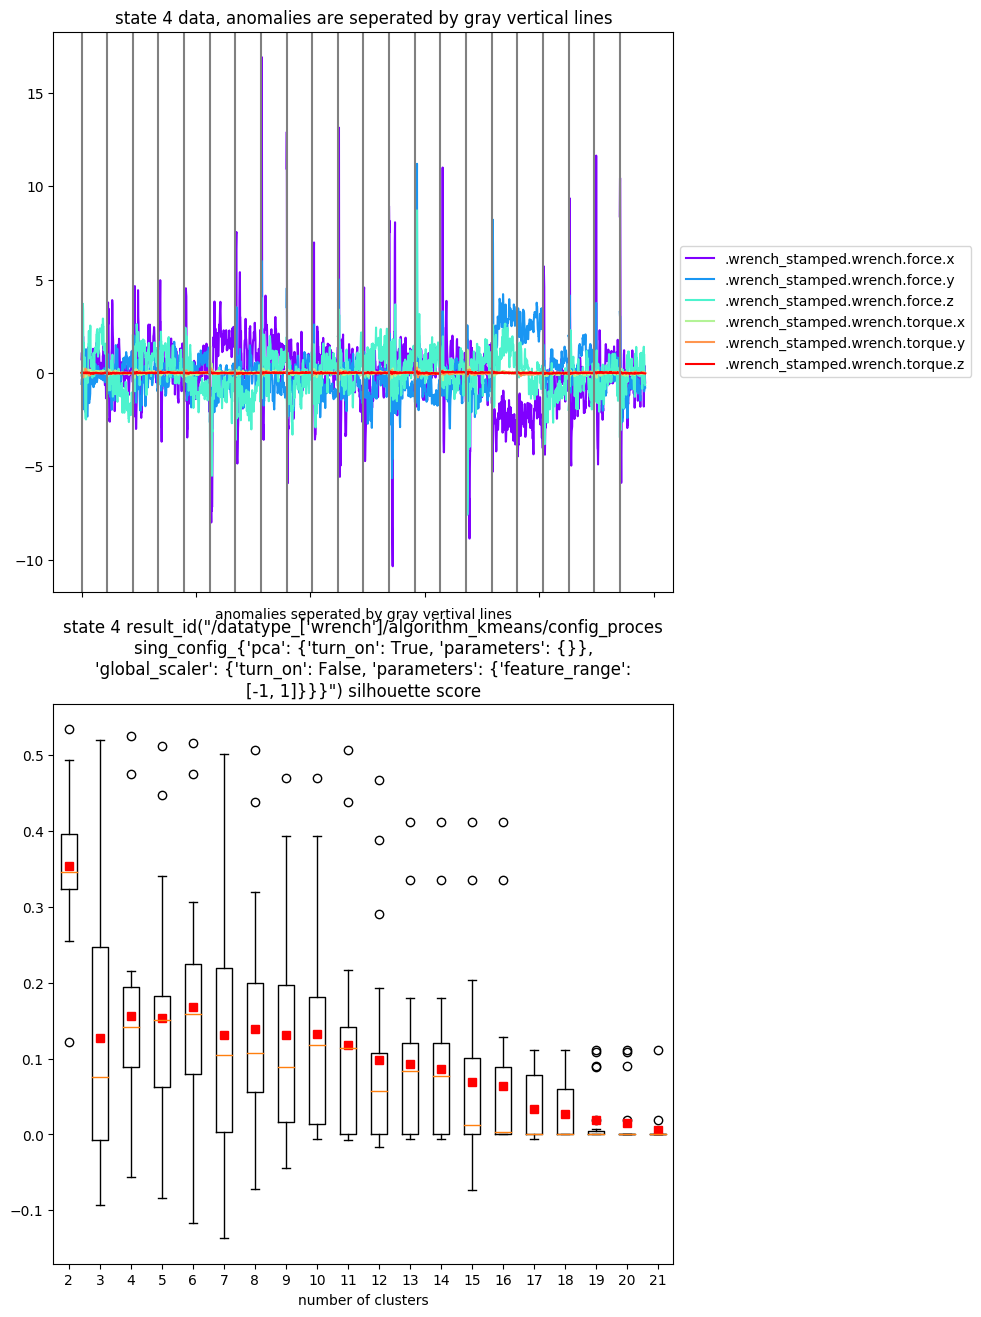 state 4 data, anomalies are seperated by gray vertical lines
15
10
5
0
−5
−10
.wrench_stamped.wrench.force.x
.wrench_stamped.wrench.force.y
.wrench_stamped.wrench.force.z
.wrench_stamped.wrench.torque.x
.wrench_stamped.wrench.torque.y
.wrench_stamped.wrench.torque.z
anomalies seperated by gray vertival lines
state 4 result_id("/datatype_['wrench']/algorithm_kmeans/config_proces
sing_config_{'pca': {'turn_on': True, 'parameters': {}},
'global_scaler': {'turn_on': False, 'parameters': {'feature_range':
[-1, 1]}}}") silhouette score
0.5
0.4
0.3
0.2
0.1
0.0
−0.1
2 3 4 5 6 7 8 9 10 11 12 13 14 15 16 17 18 19 20 21
number of clusters